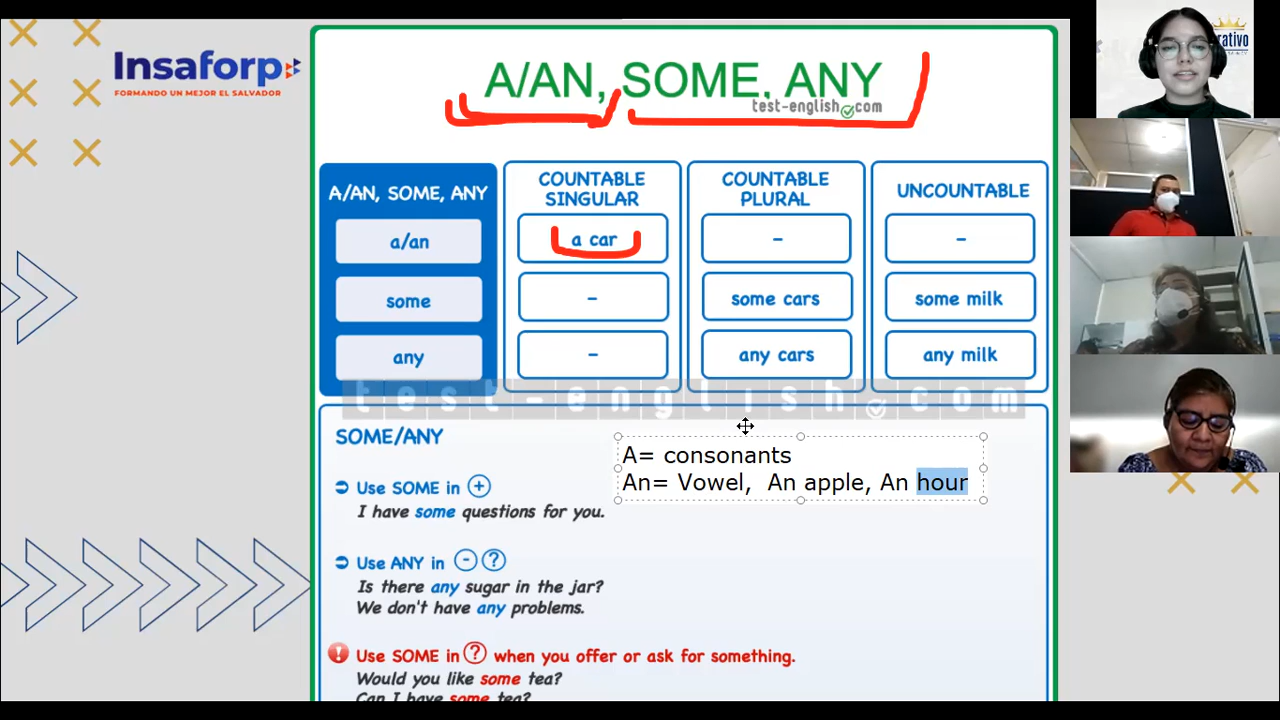 Insaforp
FORMANDO UN MEJOR EL SALVADOR
A/AN, SOME, ANY
test-english.com
A/AN, SOME, ANY
COUNTABLE
SINGULAR
COUNTABLE
PLURAL
UNCOUNTABLE
a/an
a car
-
-
some
-
some cars
some milk
any
-
any cars
any milk
test-english.com
SOME/ANY
A= consonants
An= Vowel,  An apple, An hour
Use SOME in +
I have some questions for you.
Use ANY in - ?
Is there any sugar in the jar?
We don't have any problems.
! Use SOME in ? when you offer or ask for something.
Would you like some tea?
Can I have some tea?
rativo